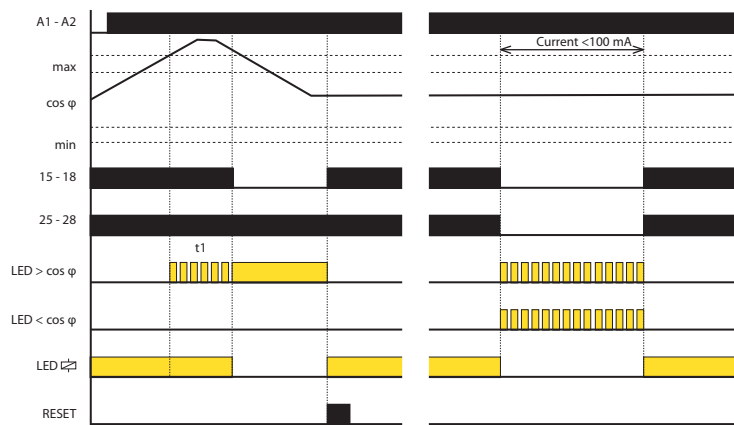 A1 - A2
Current <100 mA
max
cos φ
min
15 - 18
25 - 28
t1
LED > cos φ
LED < cos φ
LED
RESET